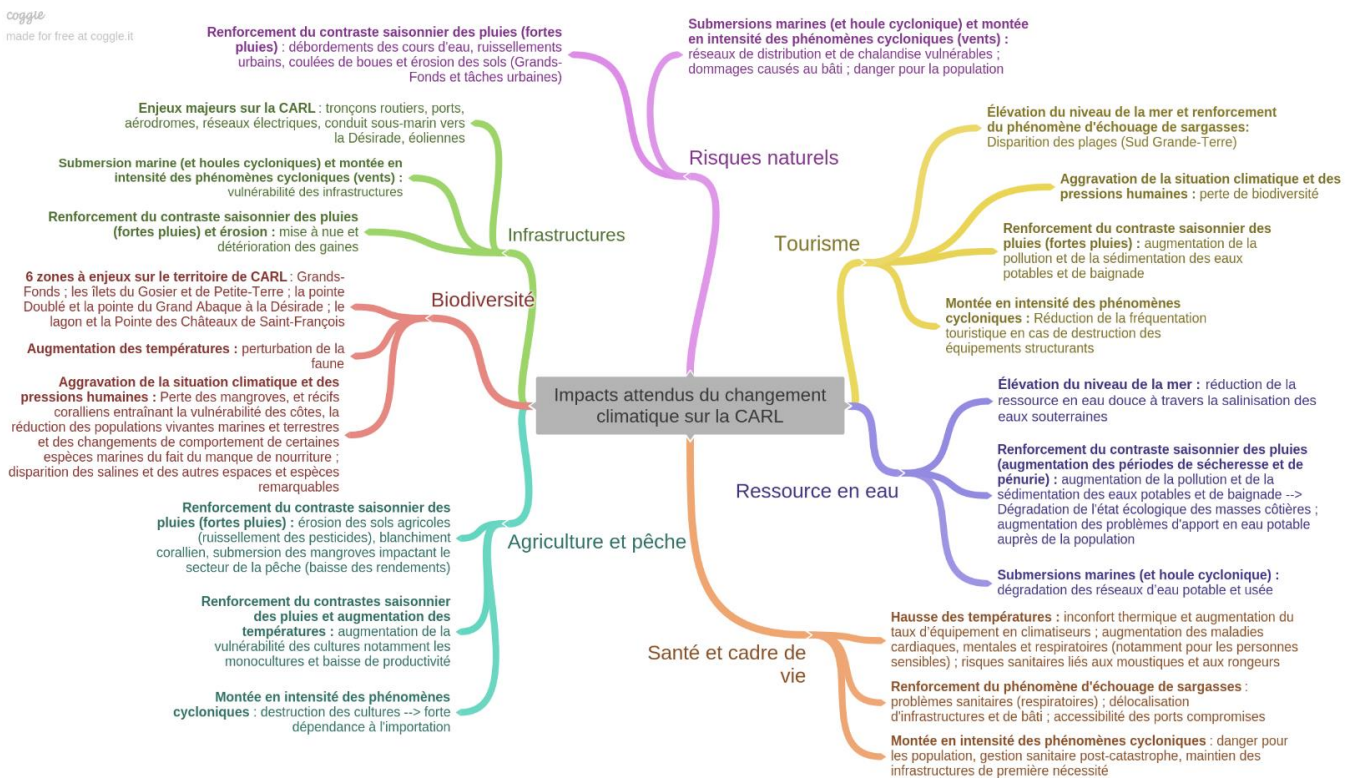 coggle
made for free at coggle.it
Renforcement du contraste saisonnier des pluies (fortes
pluies) : débordements des cours d'eau, ruissellements
urbains, coulées de boues et érosion des sols (Grands-
Fonds et tâches urbaines)
Submersions marines (et houle cyclonique) et montée
en intensité des phénomènes cycloniques (vents) :
réseaux de distribution et de chalandise vulnérables ;
dommages causés au bâti ; danger pour la population
Risques naturels
Enjeux majeurs sur la CARL : tronçons routiers, ports,
aérodromes, réseaux électriques, conduit sous-marin vers
la Désirade, éoliennes
Submersion marine (et houles cycloniques) et montée en
intensité des phénomènes cycloniques (vents) :
vulnérabilité des infrastructures
Renforcement du contraste saisonnier des pluies
(fortes pluies) et érosion : mise à nue et
détérioration des gaines
Infrastructures
6 zones à enjeux sur le territoire de CARL : Grands-
Fonds ; les îlets du Gosier et de Petite-Terre ; la pointe
Doublé et la pointe du Grand Abaque à la Désirade ; le
lagon et la Pointe des Châteaux de Saint-François
Augmentation des températures : perturbation de la
faune
Aggravation de la situation climatique et des
pressions humaines : Perte des mangroves, et récifs
coralliens entraînant la vulnérabilité des côtes, la
réduction des populations vivantes marines et terrestres
et des changements de comportement de certaines
espèces marines du fait du manque de nourriture ;
disparition des salines et des autres espaces et espèces
remarquables
Biodiversité
Renforcement du contraste saisonnier des
pluies (fortes pluies) : érosion des sols agricoles
(ruissellement des pesticides), blanchiment
corallien, submersion des mangroves impactant le
secteur de la pêche (baisse des rendements)
Renforcement du contrastes saisonnier
des pluies et augmentation des
températures : augmentation de la
vulnérabilité des cultures notamment les
monocultures et baisse de productivité
Montée en intensité des phénomènes
cycloniques : destruction des cultures --> forte
dépendance à l'importation
Agriculture et pêche
Impacts attendus du changement
climatique sur la CARL
Tourisme
Élévation du niveau de la mer et renforcement
du phénomène d'échouage de sargasses:
Disparition des plages (Sud Grande-Terre)
Aggravation de la situation climatique et des
pressions humaines : perte de biodiversité
Renforcement du contraste saisonnier des
pluies (fortes pluies) : augmentation de la
pollution et de la sédimentation des eaux
potables et de baignade
Montée en intensité des phénomènes
cycloniques : Réduction de la fréquentation
touristique en cas de destruction des
équipements structurants
Ressource en eau
Élévation du niveau de la mer : réduction de la
ressource en eau douce à travers la salinisation des
eaux souterraines
Renforcement du contraste saisonnier des pluies
(augmentation des périodes de sécheresse et de
pénurie) : augmentation de la pollution et de la
sédimentation des eaux potables et de baignade -->
Dégradation de l'état écologique des masses côtières ;
augmentation des problèmes d'apport en eau potable
auprès de la population
Submersions marines (et houle cyclonique) :
dégradation des réseaux d'eau potable et usée
Santé et cadre de
vie
Hausse des températures : inconfort thermique et augmentation du
taux d'équipement en climatiseurs ; augmentation des maladies
cardiaques, mentales et respiratoires (notamment pour les personnes
sensibles) ; risques sanitaires liés aux moustiques et aux rongeurs
Renforcement du phénomène d'échouage de sargasses :
problèmes sanitaires (respiratoires) ; délocalisation
d'infrastructures et de bâti ; accessibilité des ports compromises
Montée en intensité des phénomènes cycloniques : danger pour
les population, gestion sanitaire post-catastrophe, maintien des
infrastructures de première nécessité